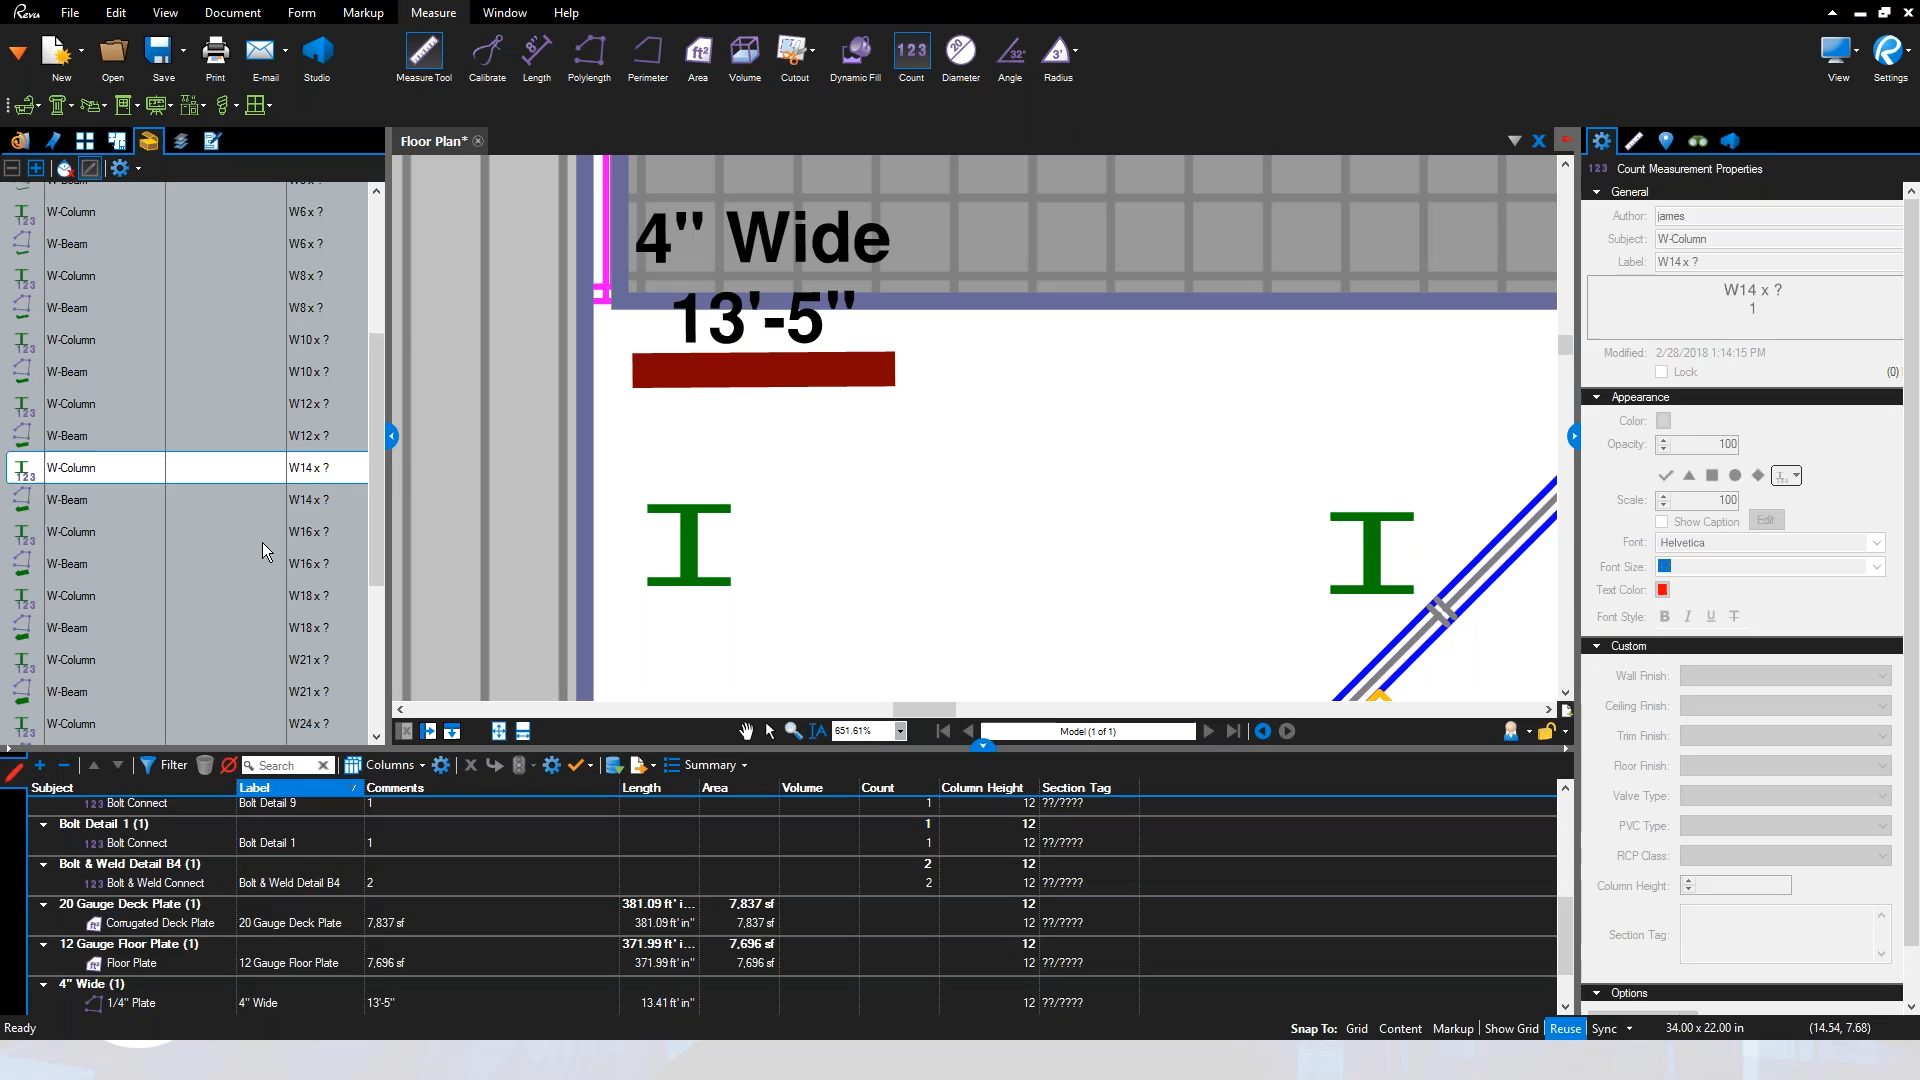 Revu File Edit View Document Form Markup Measure Window Help
New Open Save Print E-mail Studio Measure Tool Calibrate Length Polylength Perimeter Area Volume Cutout Dynamic Fill Count Diameter Angle Radius View Settings
Floor Plan*
W-Column W6 x ?
W-Beam W6 x ?
W-Column W8 x ?
W-Beam W8 x ?
W-Column W10 x ?
W-Beam W10 x ?
W-Column W12 x ?
W-Beam W12 x ?
W-Column W14 x ?
W-Beam W14 x ?
W-Column W16 x ?
W-Beam W16 x ?
W-Column W18 x ?
W-Beam W18 x ?
W-Column W21 x ?
W-Beam W21 x ?
W-Column W24 x ?
4" Wide
13'-5"
651.61% Model (1 of 1)
123 Count Measurement Properties
General
Author: james
Subject: W-Column
Label: W14 x ?
W14 x ?
1
Modified: 2/28/2018 1:14:15 PM
Lock (0)
Appearance
Color:
Opacity: 100
Scale: 100
Show Caption Edit
Font: Helvetica
Font Size:
Text Color:
Font Style: B I U T
Custom
Wall Finish:
Ceiling Finish:
Trim Finish:
Floor Finish:
Valve Type:
PVC Type:
RCP Class:
Column Height:
Section Tag:
Options
Filter Search Columns Summary
Subject Label Comments Length Area Volume Count Column Height Section Tag
123 Bolt Connect Bolt Detail 9 1 1 12 ??/????
Bolt Detail 1 (1) 1 12
123 Bolt Connect Bolt Detail 1 1 1 12 ??/????
Bolt & Weld Detail B4 (1) 2 12
123 Bolt & Weld Connect Bolt & Weld Detail B4 2 2 12 ??/????
20 Gauge Deck Plate (1) 381.09 ft' i... 7,837 sf 12
Corrugated Deck Plate 20 Gauge Deck Plate 7,837 sf 381.09 ft' in" 7,837 sf 12 ??/????
12 Gauge Floor Plate (1) 371.99 ft' i... 7,696 sf 12
Floor Plate 12 Gauge Floor Plate 7,696 sf 371.99 ft' in" 7,696 sf 12 ??/????
4" Wide (1)
1/4" Plate 4" Wide 13'-5" 13.41 ft' in" 12 ??/????
Ready Snap To: Grid Content Markup Show Grid Reuse Sync 34.00 x 22.00 in (14.54, 7.68)